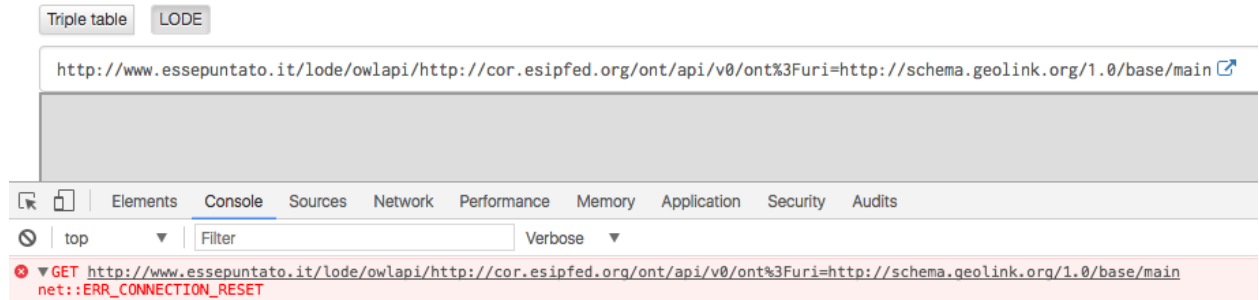 Triple table LODE
http://www.essepuntato.it/lode/owlapi/http://cor.esipfed.org/ont/api/v0/ont%3Furi=http://schema.geolink.org/1.0/base/main
Elements Console Sources Network Performance Memory Application Security Audits
top ▼ Filter Verbose ▼
▼GET http://www.essepuntato.it/lode/owlapi/http://cor.esipfed.org/ont/api/v0/ont%3Furi=http://schema.geolink.org/1.0/base/main
net::ERR_CONNECTION_RESET